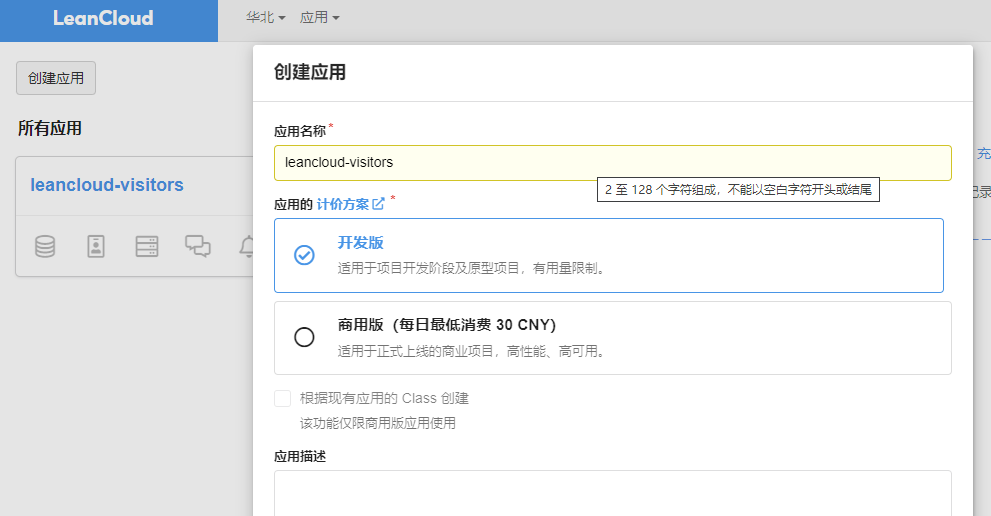 LeanCloud
华北
应用
创建应用
所有应用
leancloud-visitors
充
记录
创建应用
应用名称*
leancloud-visitors
2 至 128 个字符组成，不能以空白字符开头或结尾
应用的 计价方案 *
开发版
适用于项目开发阶段及原型项目，有用量限制。
商用版（每日最低消费 30 CNY）
适用于正式上线的商业项目，高性能、高可用。
根据现有应用的 Class 创建
该功能仅限商用版应用使用
应用描述